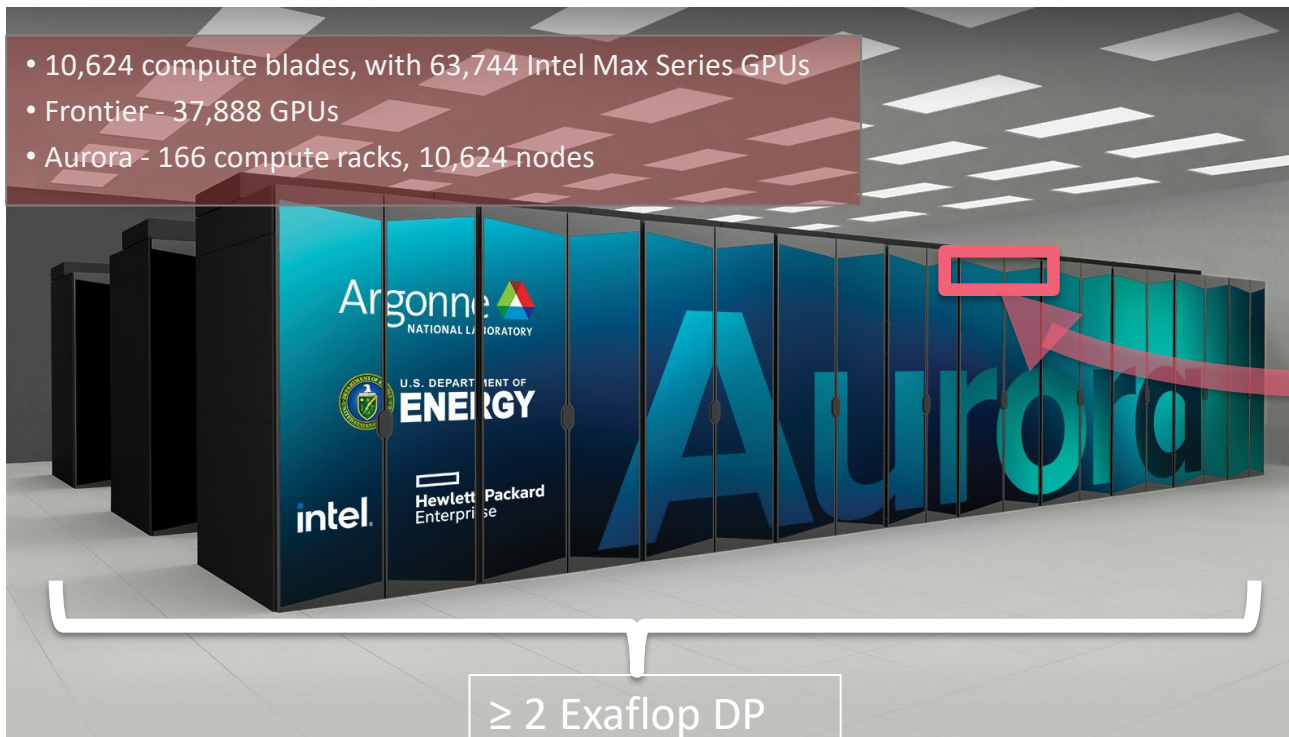 • 10,624 compute blades, with 63,744 Intel Max Series GPUs
• Frontier - 37,888 GPUs
• Aurora - 166 compute racks, 10,624 nodes
Argonne
NATIONAL LABORATORY
U.S. DEPARTMENT OF
ENERGY
intel.
Hewlett Packard
Enterprise
Aurora
≥ 2 Exaflop DP